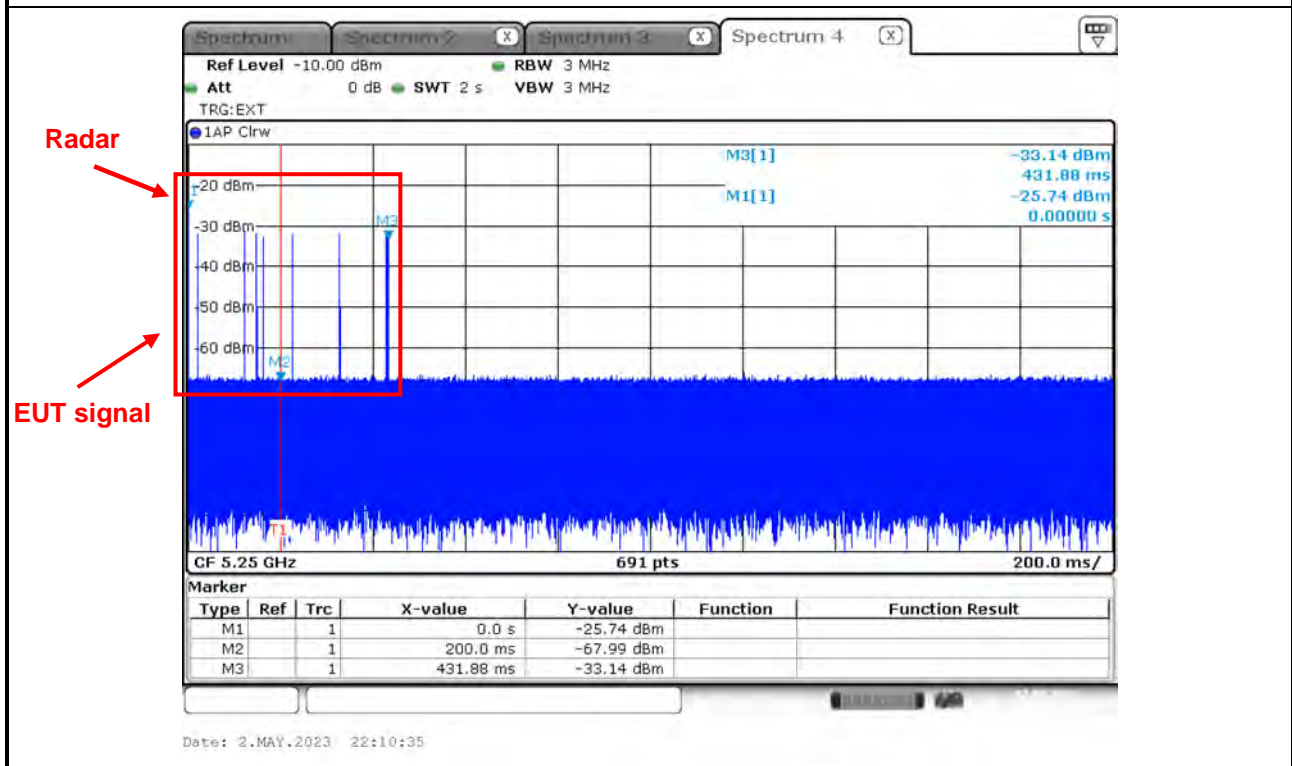 Spectrum Spectrum 2 X Spectrum 3 X Spectrum 4 X
Ref Level -10.00 dBm RBW 3 MHz
Att 0 dB SWT 2 s VBW 3 MHz
TRG:EXT
1AP Clrw
Radar
M3[1] -33.14 dBm
431.88 ms
-20 dBm
M1[1] -25.74 dBm
0.00000 s
-30 dBm M3
-40 dBm
-50 dBm
-60 dBm
M2
EUT signal
T1
CF 5.25 GHz 691 pts 200.0 ms/
Marker
Type Ref Trc X-value Y-value Function Function Result
M1 1 0.0 s -25.74 dBm
M2 1 200.0 ms -67.99 dBm
M3 1 431.88 ms -33.14 dBm
Date: 2.MAY.2023 22:10:35